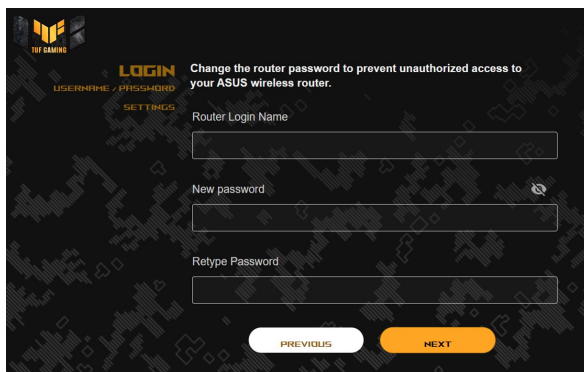 TUF GAMING
LOGIN
USERNAME / PASSWORD
SETTINGS
Change the router password to prevent unauthorized access to
your ASUS wireless router.
Router Login Name
New password
Retype Password
PREVIOUS
NEXT